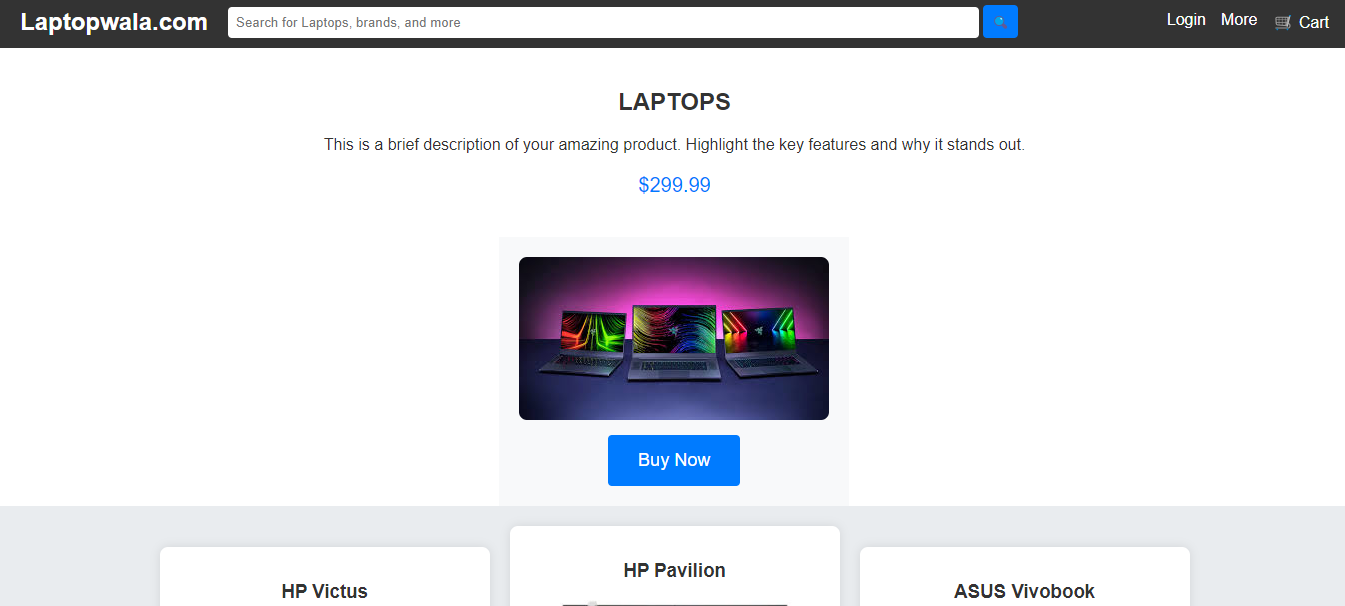 Laptopwala.com
Search for Laptops, brands, and more
Login More Cart
LAPTOPS
This is a brief description of your amazing product. Highlight the key features and why it stands out.
$299.99
Buy Now
HP Victus
HP Pavilion
ASUS Vivobook